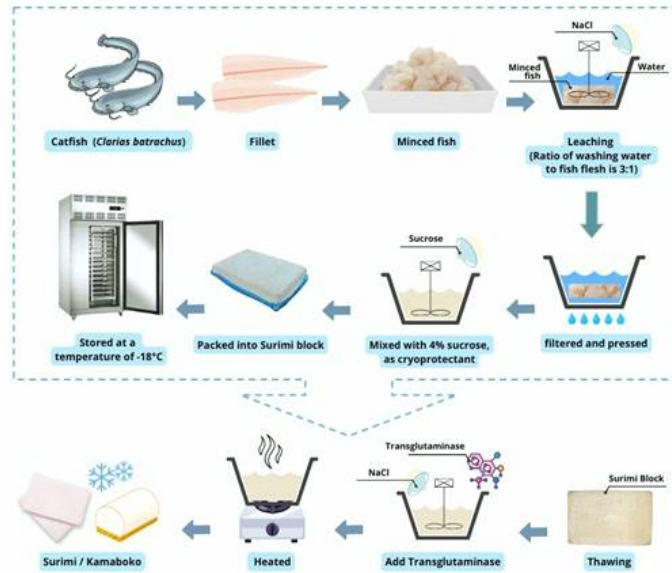 NaCl
Minced
fish
Water
Catfish (Clarias batrachus)
Fillet
Minced fish
Leaching
(Ratio of washing water
to fish flesh is 3:1)
Sucrose
Stored at a
temperature of -18°C
Packed into Surimi block
Mixed with 4% sucrose,
as cryoprotectant
filtered and pressed
Transglutaminase
NaCl
Surimi Block
Surimi / Kamaboko
Heated
Add Transglutaminase
Thawing